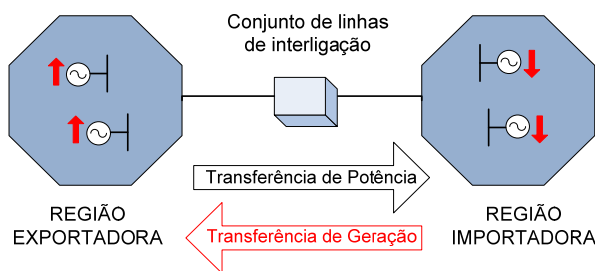 Conjunto de linhas
de interligação
Transferência de Potência
Transferência de Geração
REGIÃO
EXPORTADORA
REGIÃO
IMPORTADORA